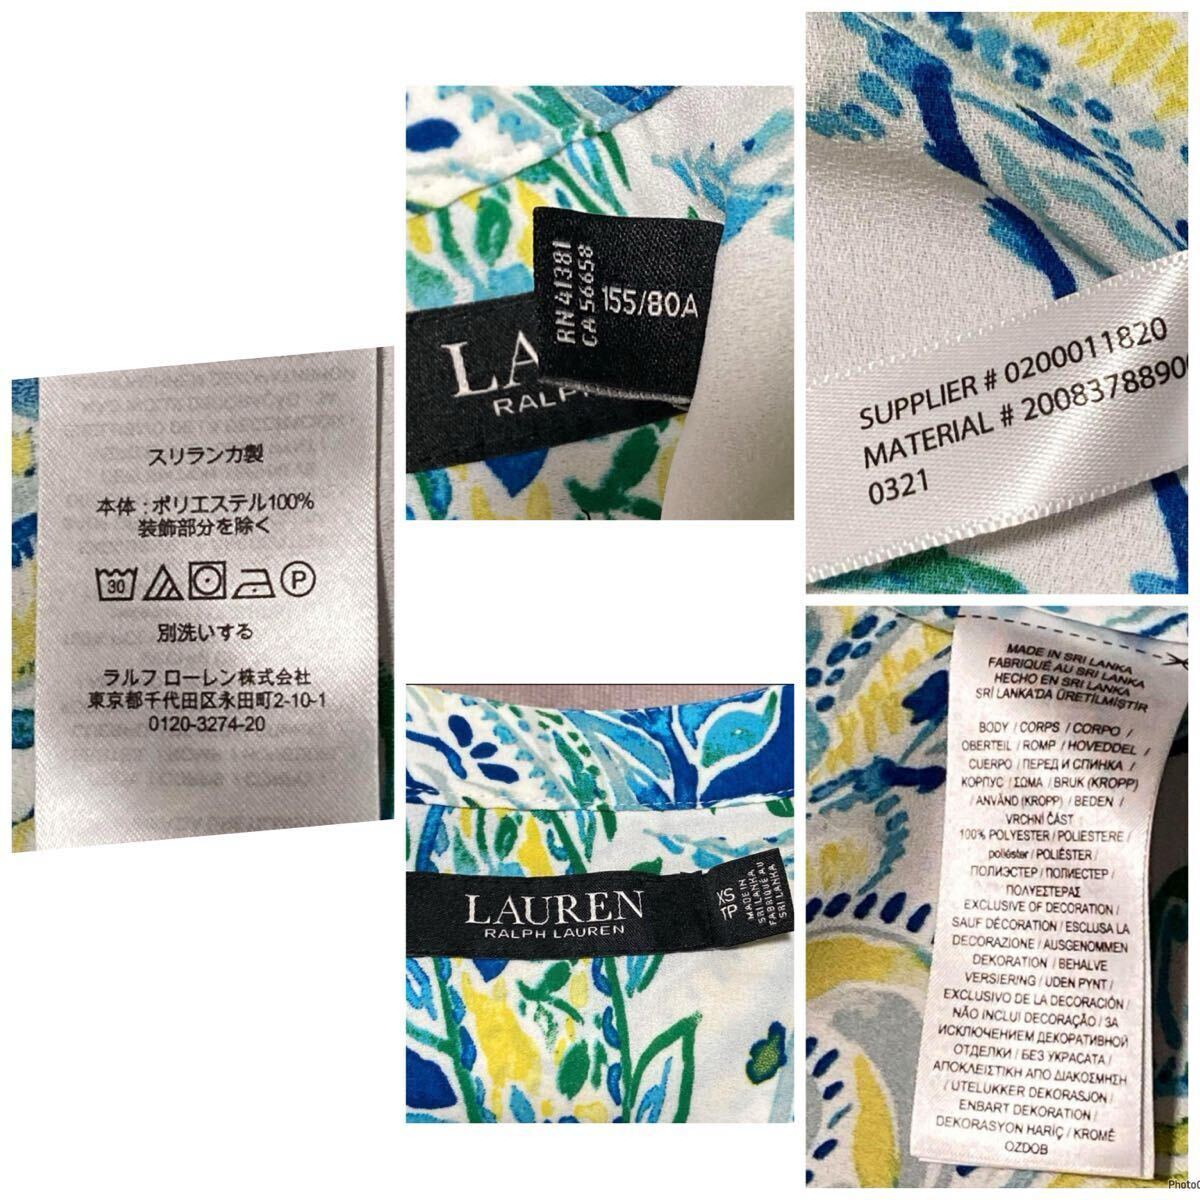 スリランカ製
本体 : ポリエステル100%
装飾部分を除く
30
P
別洗いする
ラルフ ローレン株式会社
東京都千代田区永田町2-10-1
0120-3274-20
RN 41381
CA 56658
155/80A
LA
RALP
SUPPLIER # 0200011820
MATERIAL # 200837889
0321
LAUREN
RALPH LAUREN
XS
TP
MADE IN
SRI LANKA
FABRIQUÉ AU
SRI LANKA
MADE IN SRI LANKA
FABRIQUÉ AU SRI LANKA
HECHO EN SRI LANKA
SRİ LANKA'DA ÜRETİLMİŞTİR
BODY / CORPS / CORPO /
OBERTEIL / ROMP / HOVEDDEL /
CUERPO / ПЕРЕД И СПИНКА /
КОРПУС / ΣΩΜΑ / BRUK (KROPP)
/ ANVÄND (KROPP) / BEDEN /
VRCHNÍ ČÁST
100% POLYESTER / POLIESTERE /
poliéster / POLIÉSTER /
ПОЛИЭСТЕР / ПОЛИЕСТЕР /
ΠΟΛΥΕΣΤΕΡΑΣ
EXCLUSIVE OF DECORATION /
SAUF DÉCORATION / ESCLUSA LA
DECORAZIONE / AUSGENOMMEN
DEKORATION / BEHALVE
VERSIERING / UDEN PYNT /
EXCLUSIVO DE LA DECORACIÓN /
NÃO INCLUI DECORAÇÃO / ЗА
ИСКЛЮЧЕНИЕМ ДЕКОРАТИВНОЙ
ОТДЕЛКИ / БЕЗ УКРАСАТА /
ΑΠΟΚΛΕΙΣΤΙΚΗ ΑΠΟ ΔΙΑΚΟΣΜΗΣΗ
/ UTELUKKER DEKORASJON /
ENBART DEKORATION /
DEKORASYON HARİÇ / KROMĚ
OZDOB